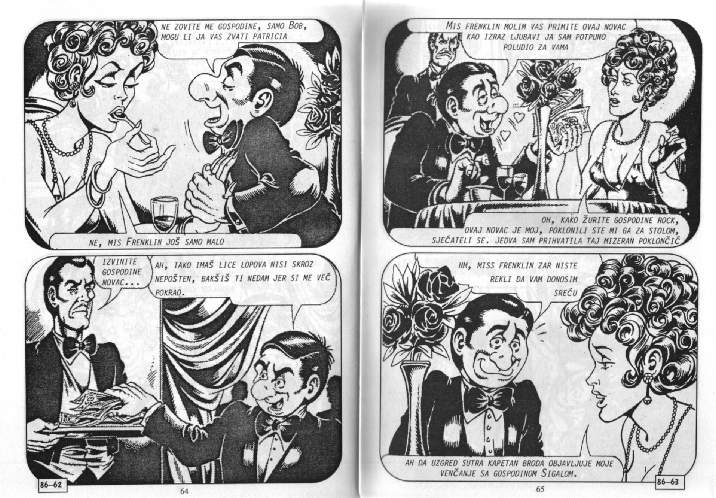 NE ZOVITE ME GOSPODINE, SAMO BOB,
MOGU LI JA VAS ZVATI PATRICIA
NE, MIS FRENKLIN JOŠ SAMO MALO
IZVINITE
GOSPODINE
NOVAC...
AH, IAKO IMAŠ LICE LOPOVA NISI SKROZ
NEPOŠTEN, BAKŠIŠ TI NEDAM JER SI ME VEĆ
POKRAO.
86-62
64
MIS FRENKLIN MOLIM VAS PRIMITE OVAJ NOVAC
KAO IZRAZ LJUBAVI JA SAM POTPUNO
POLUDIO ZA VAMA
OH, KAKO ŽURITE GOSPODINE ROCK,
OVAJ NOVAC JE MOJ, POKLONILI STE MI GA ZA STOLOM,
SJEČATELI SE. JEDVA SAM PRIHVATILA TAJ MIZERAN POKLONČIČ
HM, MISS FRENKLIN ZAR NISTE
REKLI DA VAM DONOSIM
SREĆU
AH DA UZGRED SUTRA KAPETAN BRODA OBJAVLJUJE MOJE
VENČANJE SA GOSPODINOM SIGALOM.
65
86-63